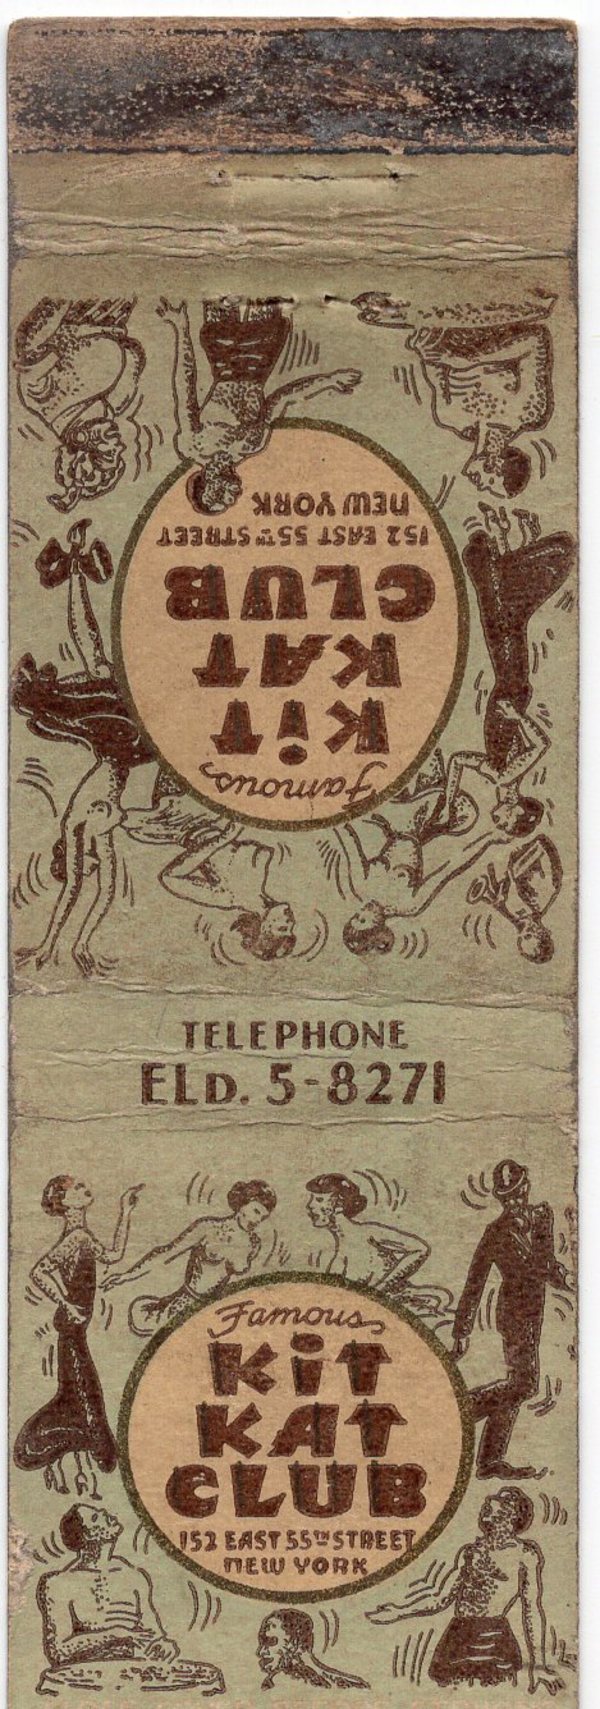 Famous
KiT
KAT
CLUB
152 EAST 55TH STREET
NEW YORK
TELEPHONE
ELD. 5-8271
Famous
KiT
KAT
CLUB
152 EAST 55TH STREET
NEW YORK